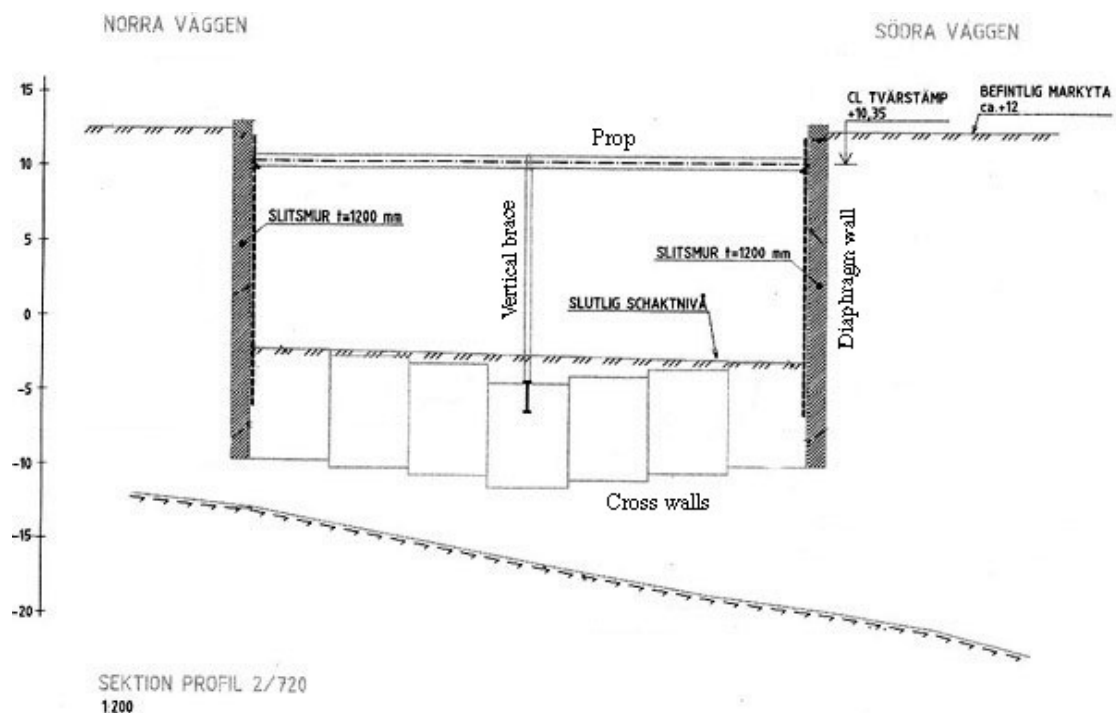 NORRA VÄGGEN
SÖDRA VÄGGEN
15
10
5
0
-5
-10
-15
-20
CL TVÄRSTÄMP
+10,35
BEFINTLIG MARKYTA
ca.+12
Prop
SLITSMUR t=1200 mm
Vertical brace
SLITSMUR t=1200 mm
Diaphragn wall
SLUTLIG SCHAKTNIVÅ
Cross walls
SEKTION PROFIL 2/720
1:200